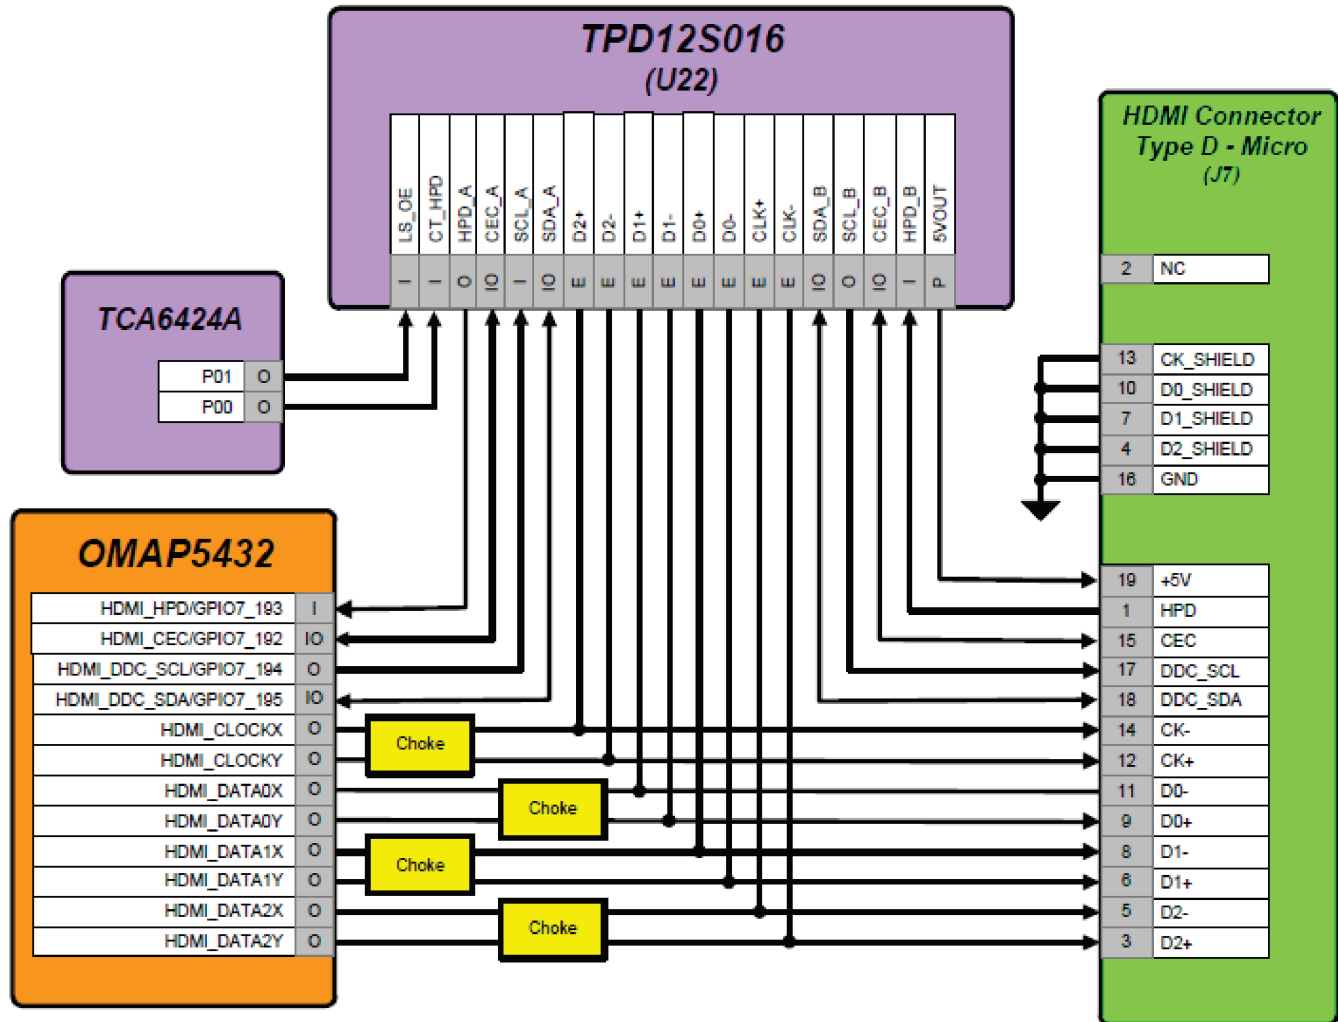 TPD12S016
(U22)
LS_OE I
CT_HPD I
HPD_A O
CEC_A IO
SCL_A I
SDA_A IO
D2+ E
D2- E
D1+ E
D1- E
D0+ E
D0- E
CLK+ E
CLK- E
SDA_B IO
SCL_B O
CEC_B IO
HPD_B I
5VOUT P
TCA6424A
P01 O
P00 O
OMAP5432
HDMI_HPD/GPIO7_193 I
HDMI_CEC/GPIO7_192 IO
HDMI_DDC_SCL/GPIO7_194 O
HDMI_DDC_SDA/GPIO7_195 IO
HDMI_CLOCKX O
HDMI_CLOCKY O
HDMI_DATA0X O
HDMI_DATA0Y O
HDMI_DATA1X O
HDMI_DATA1Y O
HDMI_DATA2X O
HDMI_DATA2Y O
Choke
Choke
Choke
Choke
HDMI Connector
Type D - Micro
(J7)
2 NC
13 CK_SHIELD
10 D0_SHIELD
7 D1_SHIELD
4 D2_SHIELD
16 GND
19 +5V
1 HPD
15 CEC
17 DDC_SCL
18 DDC_SDA
14 CK-
12 CK+
11 D0-
9 D0+
8 D1-
6 D1+
5 D2-
3 D2+